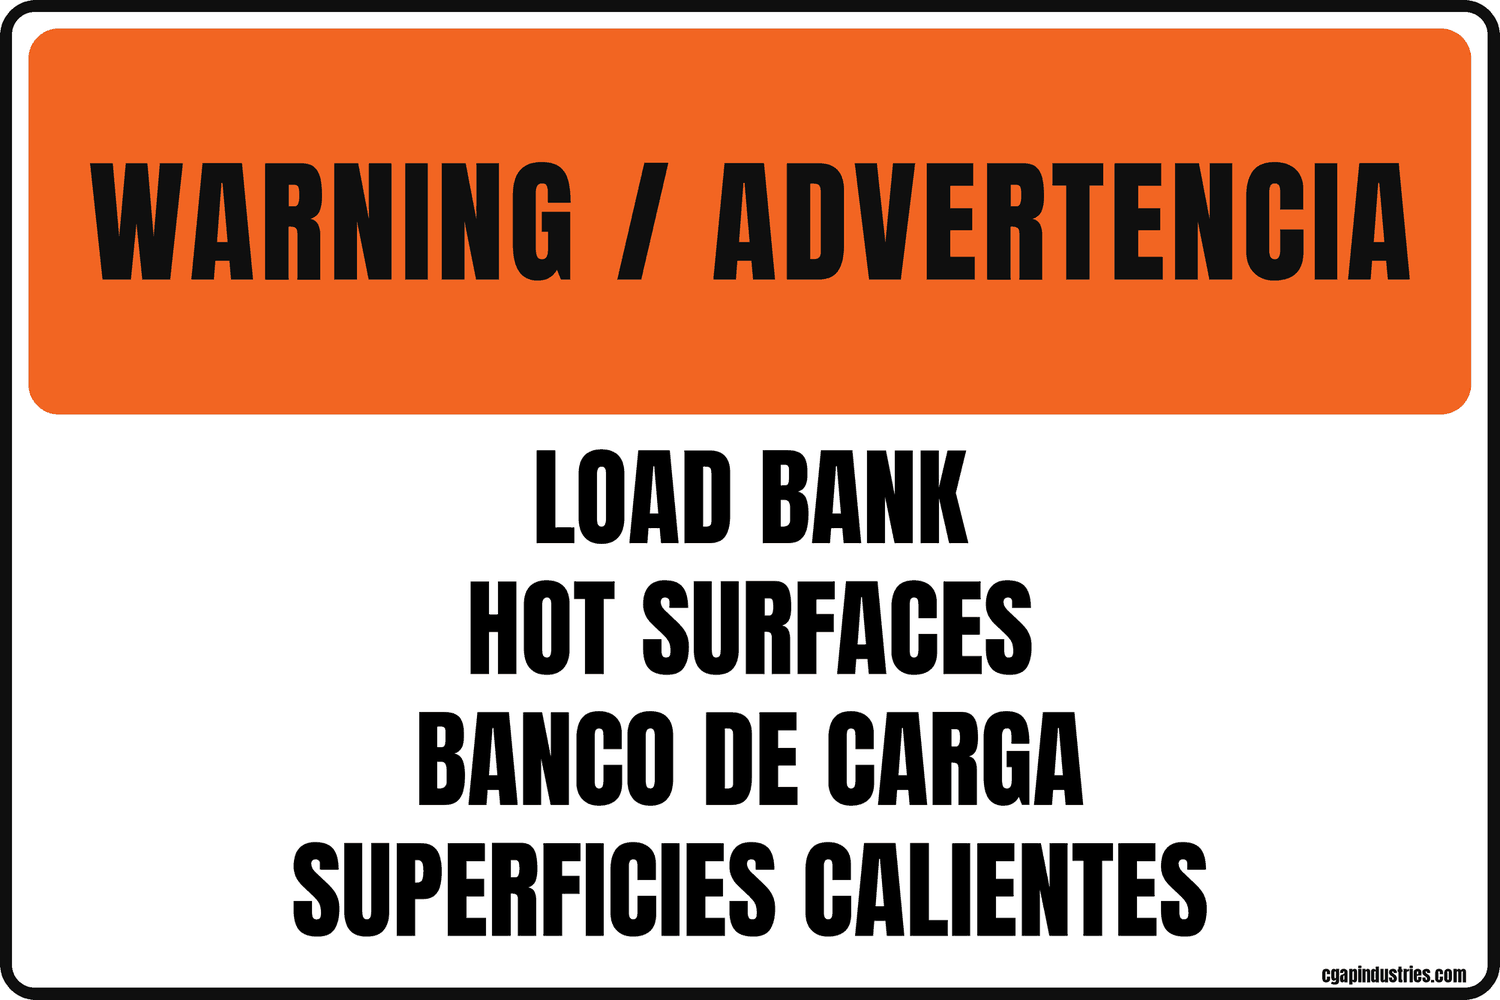 WARNING / ADVERTENCIA
LOAD BANK
HOT SURFACES
BANCO DE CARGA
SUPERFICIES CALIENTES
cgapindustries.com